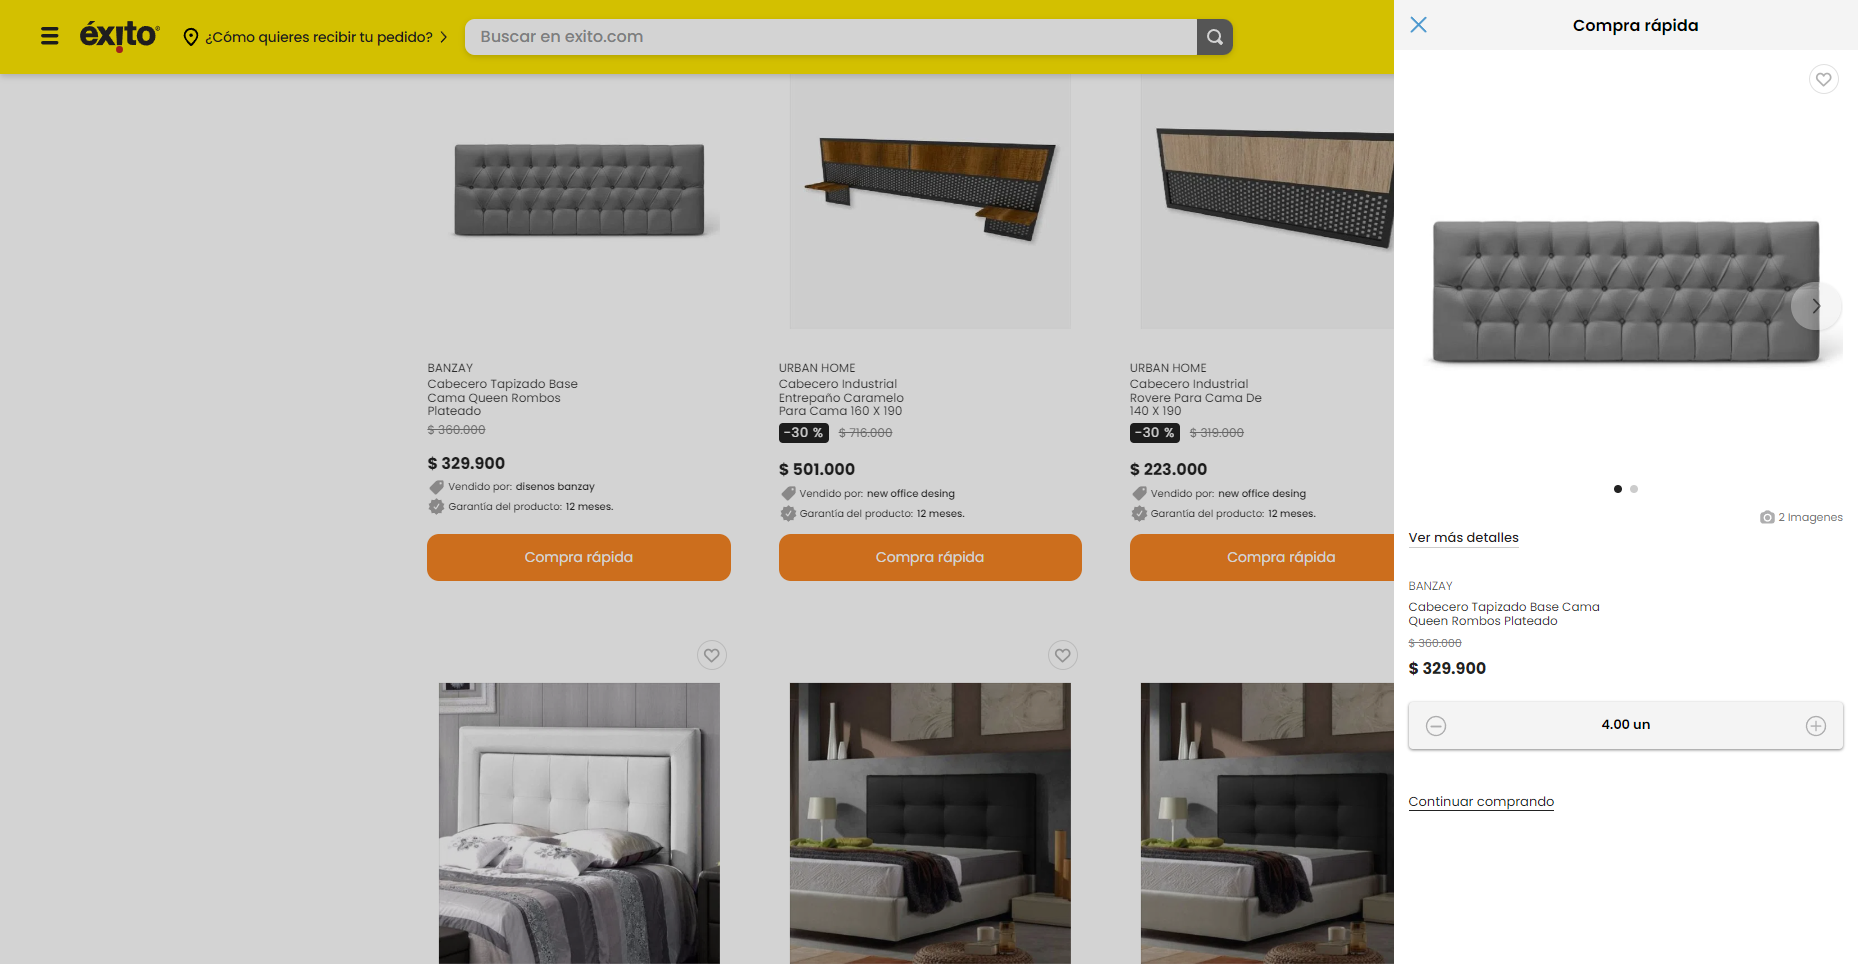 éxito
¿Cómo quieres recibir tu pedido?
Buscar en exito.com
Compra rápida
BANZAY
Cabecero Tapizado Base
Cama Queen Rombos
Plateado
$ 360.000
$ 329.900
Vendido por: disenos banzay
Garantía del producto: 12 meses.
Compra rápida
URBAN HOME
Cabecero Industrial
Entrepaño Caramelo
Para Cama 160 X 190
-30 % $ 716.000
$ 501.000
Vendido por: new office desing
Garantía del producto: 12 meses.
Compra rápida
URBAN HOME
Cabecero Industrial
Rovere Para Cama De
140 X 190
-30 % $ 319.000
$ 223.000
Vendido por: new office desing
Garantía del producto: 12 meses.
Compra rápida
2 Imagenes
Ver más detalles
BANZAY
Cabecero Tapizado Base Cama
Queen Rombos Plateado
$ 360.000
$ 329.900
4.00 un
Continuar comprando